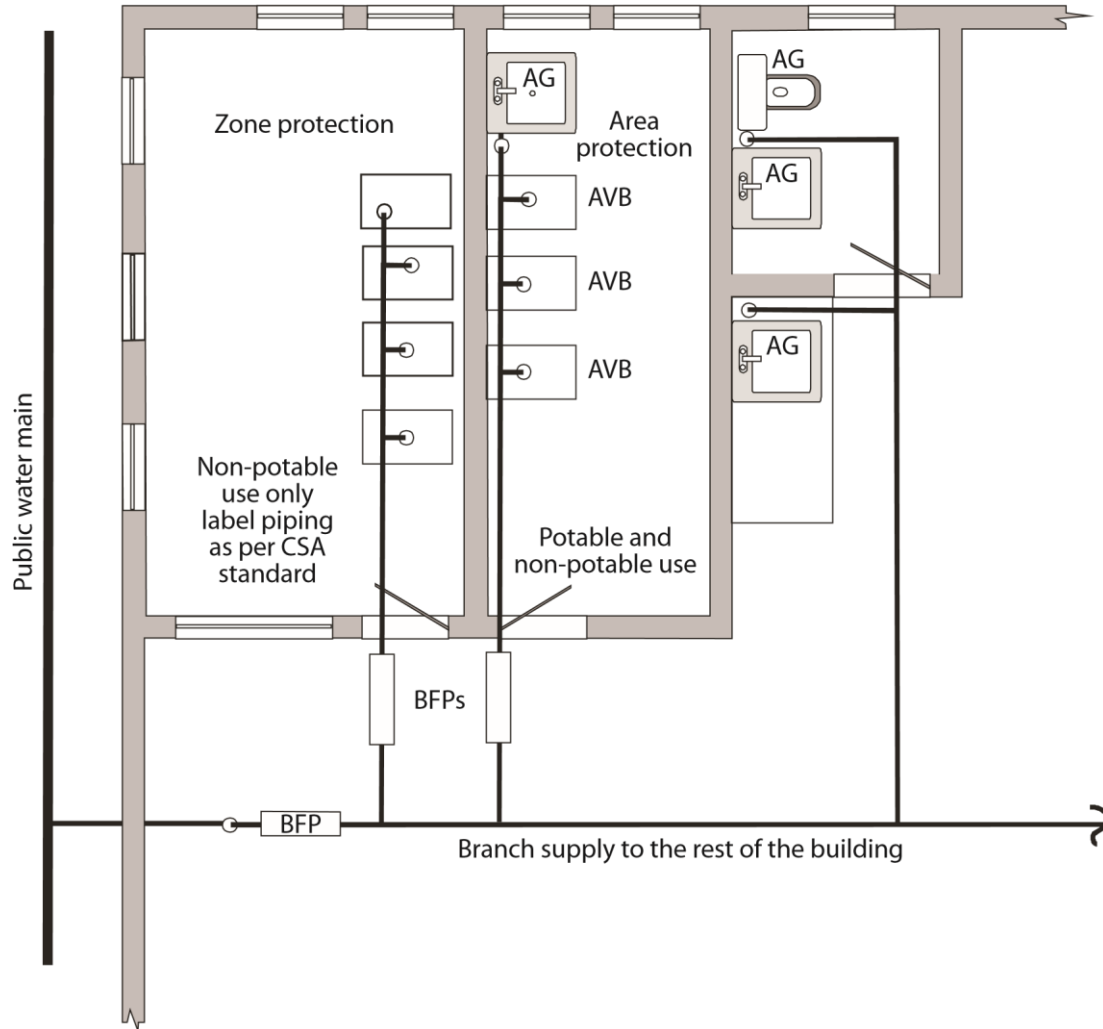 AG
AG
Zone protection
Area
protection
AG
AVB
AVB
AG
AVB
Public water main
Non-potable
use only
label piping
as per CSA
standard
Potable and
non-potable use
BFPs
BFP
Branch supply to the rest of the building